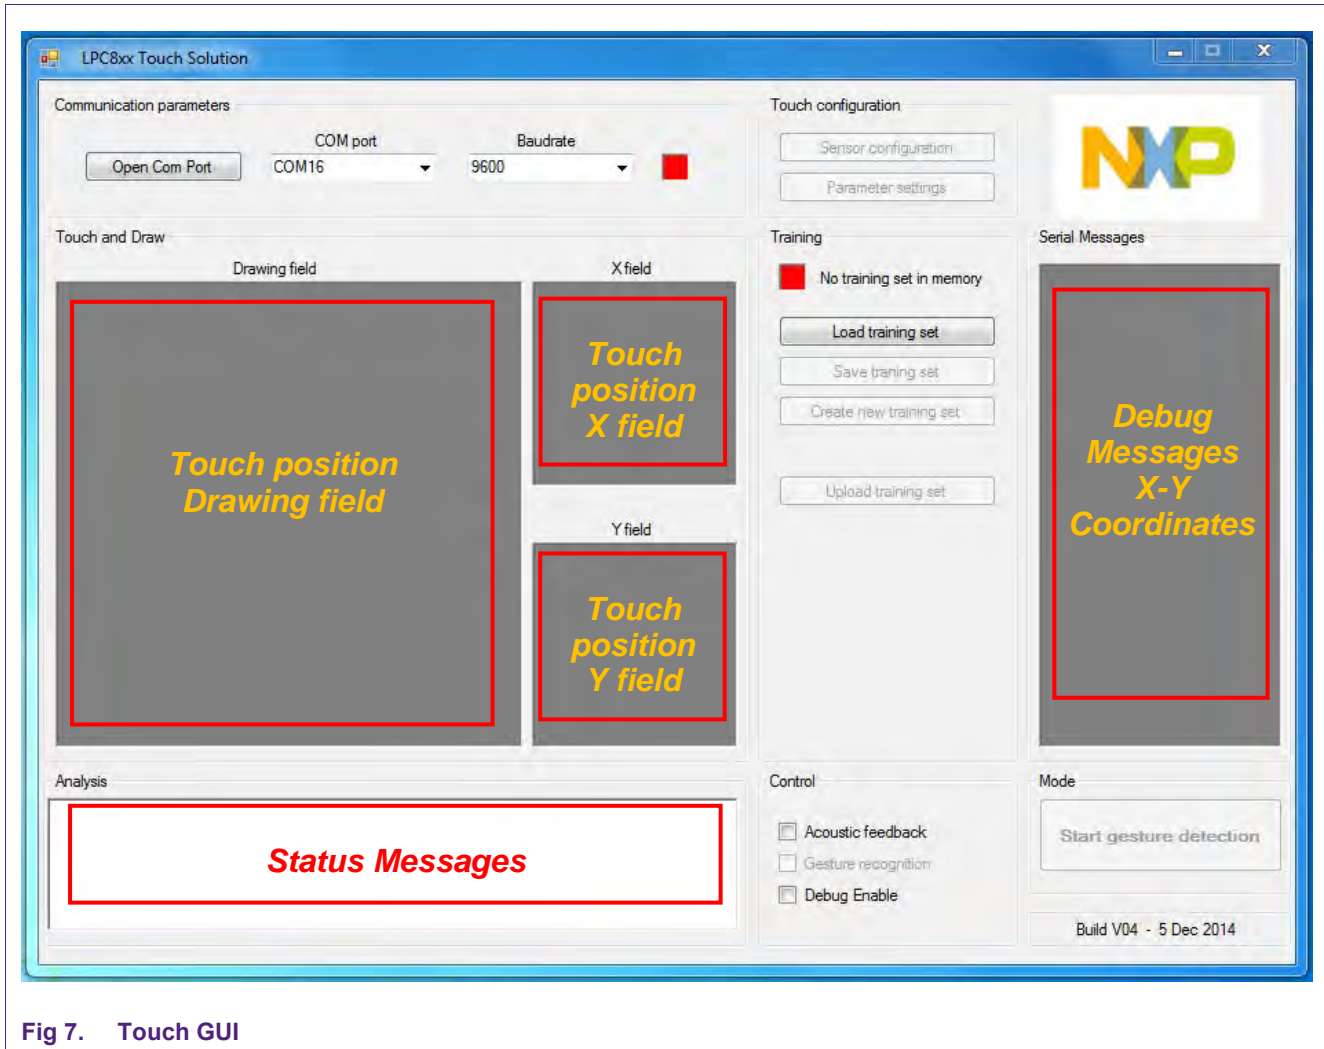 LPC8xx Touch Solution
Communication parameters
COM port
Baudrate
Open Com Port
COM16
9600
Touch configuration
Sensor configuration
Parameter settings
NXP
Touch and Draw
Drawing field
X field
Touch position
Drawing field
Touch
position
X field
Y field
Touch
position
Y field
Training
No training set in memory
Load training set
Save traning set
Create new training set
Upload training set
Serial Messages
Debug
Messages
X-Y
Coordinates
Analysis
Status Messages
Control
Acoustic feedback
Gesture recognition
Debug Enable
Mode
Start gesture detection
Build V04 - 5 Dec 2014
Fig 7. Touch GUI